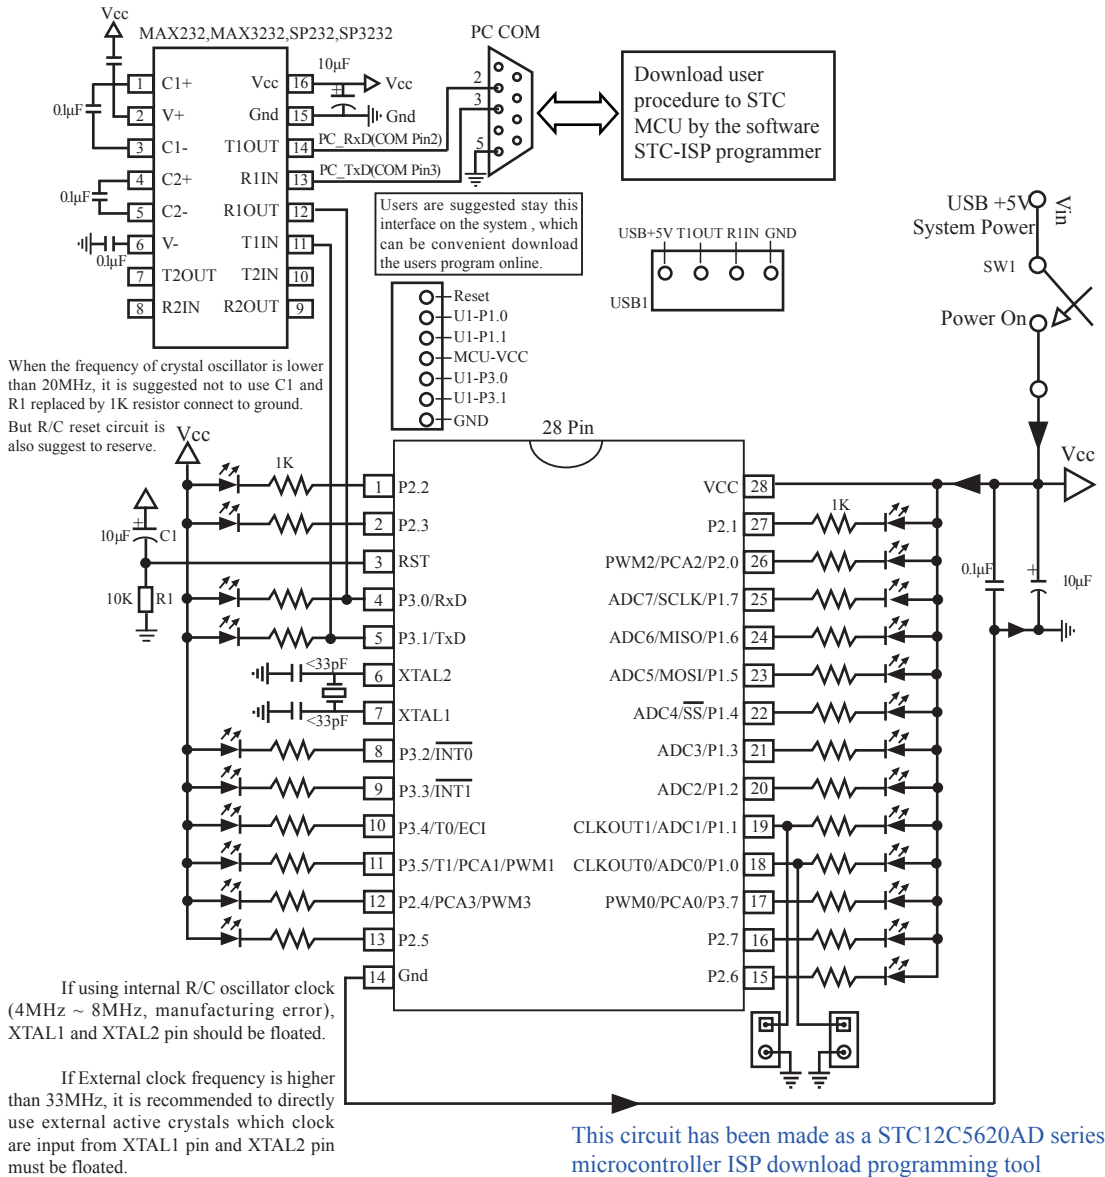 Vcc
MAX232,MAX3232,SP232,SP3232
PC COM
1 C1+
Vcc 16
10μF
Vcc
0.1μF
2 V+
Gnd 15
Gnd
3 C1-
T1OUT 14
PC_RxD(COM Pin2)
4 C2+
R1IN 13
PC_TxD(COM Pin3)
0.1μF
5 C2-
R1OUT 12
6 V-
T1IN 11
0.1μF
7 T2OUT
T2IN 10
8 R2IN
R2OUT 9
2
3
5
Download user
procedure to STC
MCU by the software
STC-ISP programmer
Users are suggested stay this
interface on the system , which
can be convenient download
the users program online.
USB+5V T1OUT R1IN GND
USB1
USB +5V
System Power
Vin
SW1
Power On
Reset
U1-P1.0
U1-P1.1
MCU-VCC
U1-P3.0
U1-P3.1
GND
When the frequency of crystal oscillator is lower
than 20MHz, it is suggested not to use C1 and
R1 replaced by 1K resistor connect to ground.
But R/C reset circuit is
also suggest to reserve.
Vcc
28 Pin
Vcc
1K
1 P2.2
2 P2.3
10μF
+
C1
3 RST
10K
R1
4 P3.0/RxD
5 P3.1/TxD
<33pF
6 XTAL2
7 XTAL1
<33pF
8 P3.2/INT0
9 P3.3/INT1
10 P3.4/T0/ECI
11 P3.5/T1/PCA1/PWM1
12 P2.4/PCA3/PWM3
13 P2.5
14 Gnd
VCC 28
1K
P2.1 27
PWM2/PCA2/P2.0 26
ADC7/SCLK/P1.7 25
ADC6/MISO/P1.6 24
ADC5/MOSI/P1.5 23
ADC4/SS/P1.4 22
ADC3/P1.3 21
ADC2/P1.2 20
CLKOUT1/ADC1/P1.1 19
CLKOUT0/ADC0/P1.0 18
PWM0/PCA0/P3.7 17
P2.7 16
P2.6 15
0.1μF
+
10μF
If using internal R/C oscillator clock
(4MHz ~ 8MHz, manufacturing error),
XTAL1 and XTAL2 pin should be floated.
If External clock frequency is higher
than 33MHz, it is recommended to directly
use external active crystals which clock
are input from XTAL1 pin and XTAL2 pin
must be floated.
This circuit has been made as a STC12C5620AD series
microcontroller ISP download programming tool